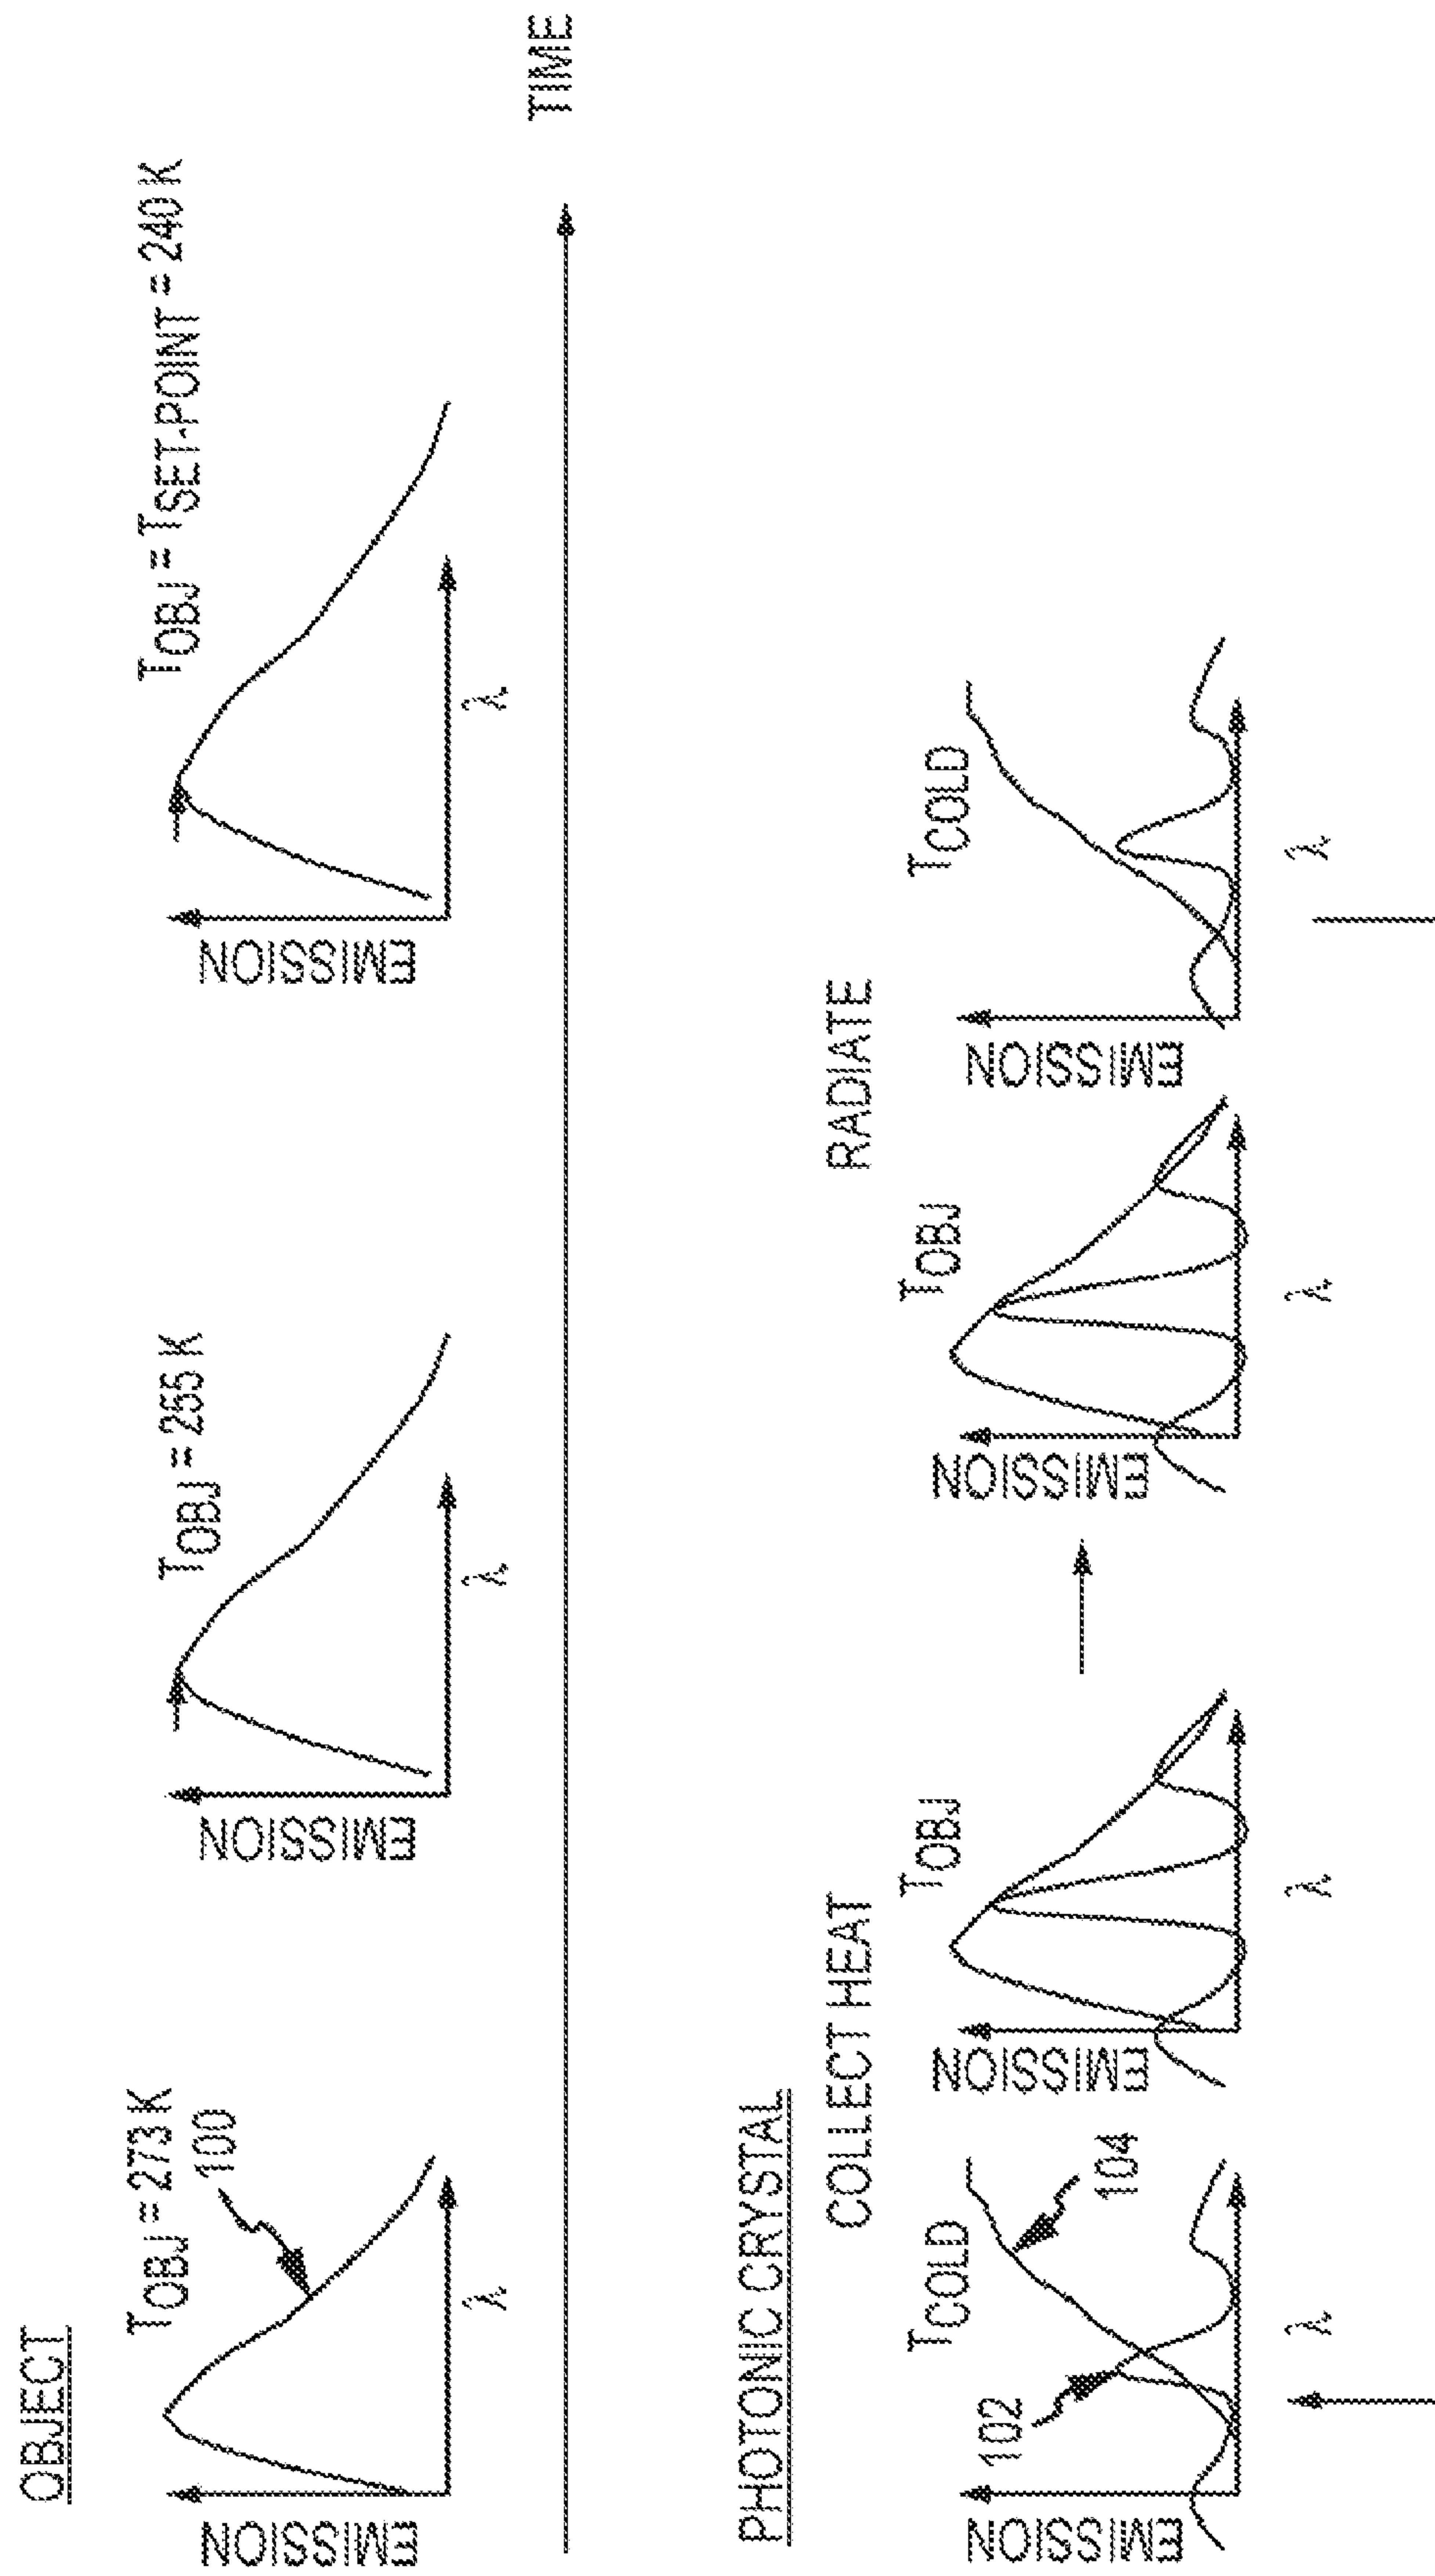 OBJECT
TOBJ = 273 K
100
EMISSION
λ
TOBJ = 255 K
EMISSION
λ
TOBJ = TSET-POINT = 240 K
EMISSION
λ
TIME
PHOTONIC CRYSTAL
COLLECT HEAT
TCOLD
102
104
EMISSION
λ
TOBJ
EMISSION
λ
RADIATE
TOBJ
EMISSION
λ
TCOLD
EMISSION
λ